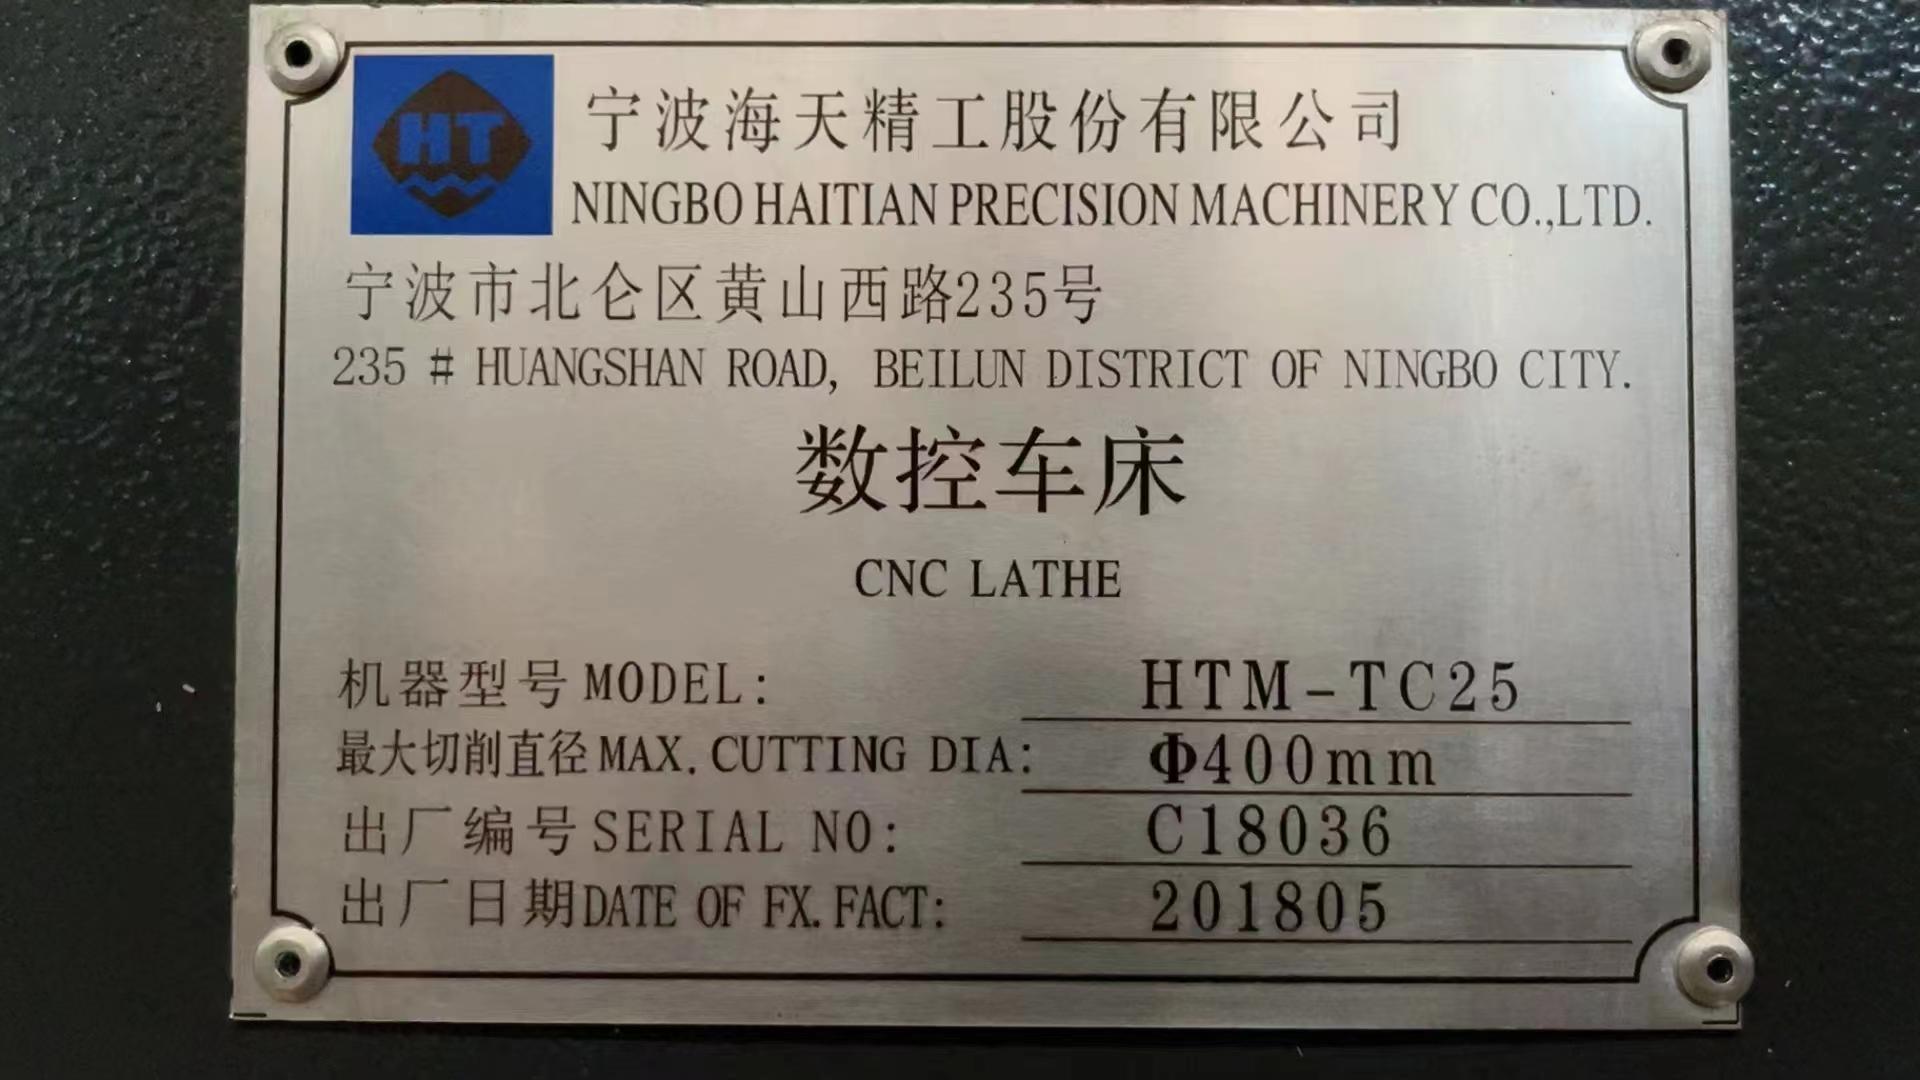 HT
宁波海天精工股份有限公司
NINGBO HAITIAN PRECISION MACHINERY CO.,LTD.
宁波市北仑区黄山西路235号
235 # HUANGSHAN ROAD, BEILUN DISTRICT OF NINGBO CITY.
数控车床
CNC LATHE
机器型号 MODEL: HTM-TC25
最大切削直径 MAX. CUTTING DIA: Φ400mm
出厂编号 SERIAL NO: C18036
出厂日期 DATE OF FX. FACT: 201805